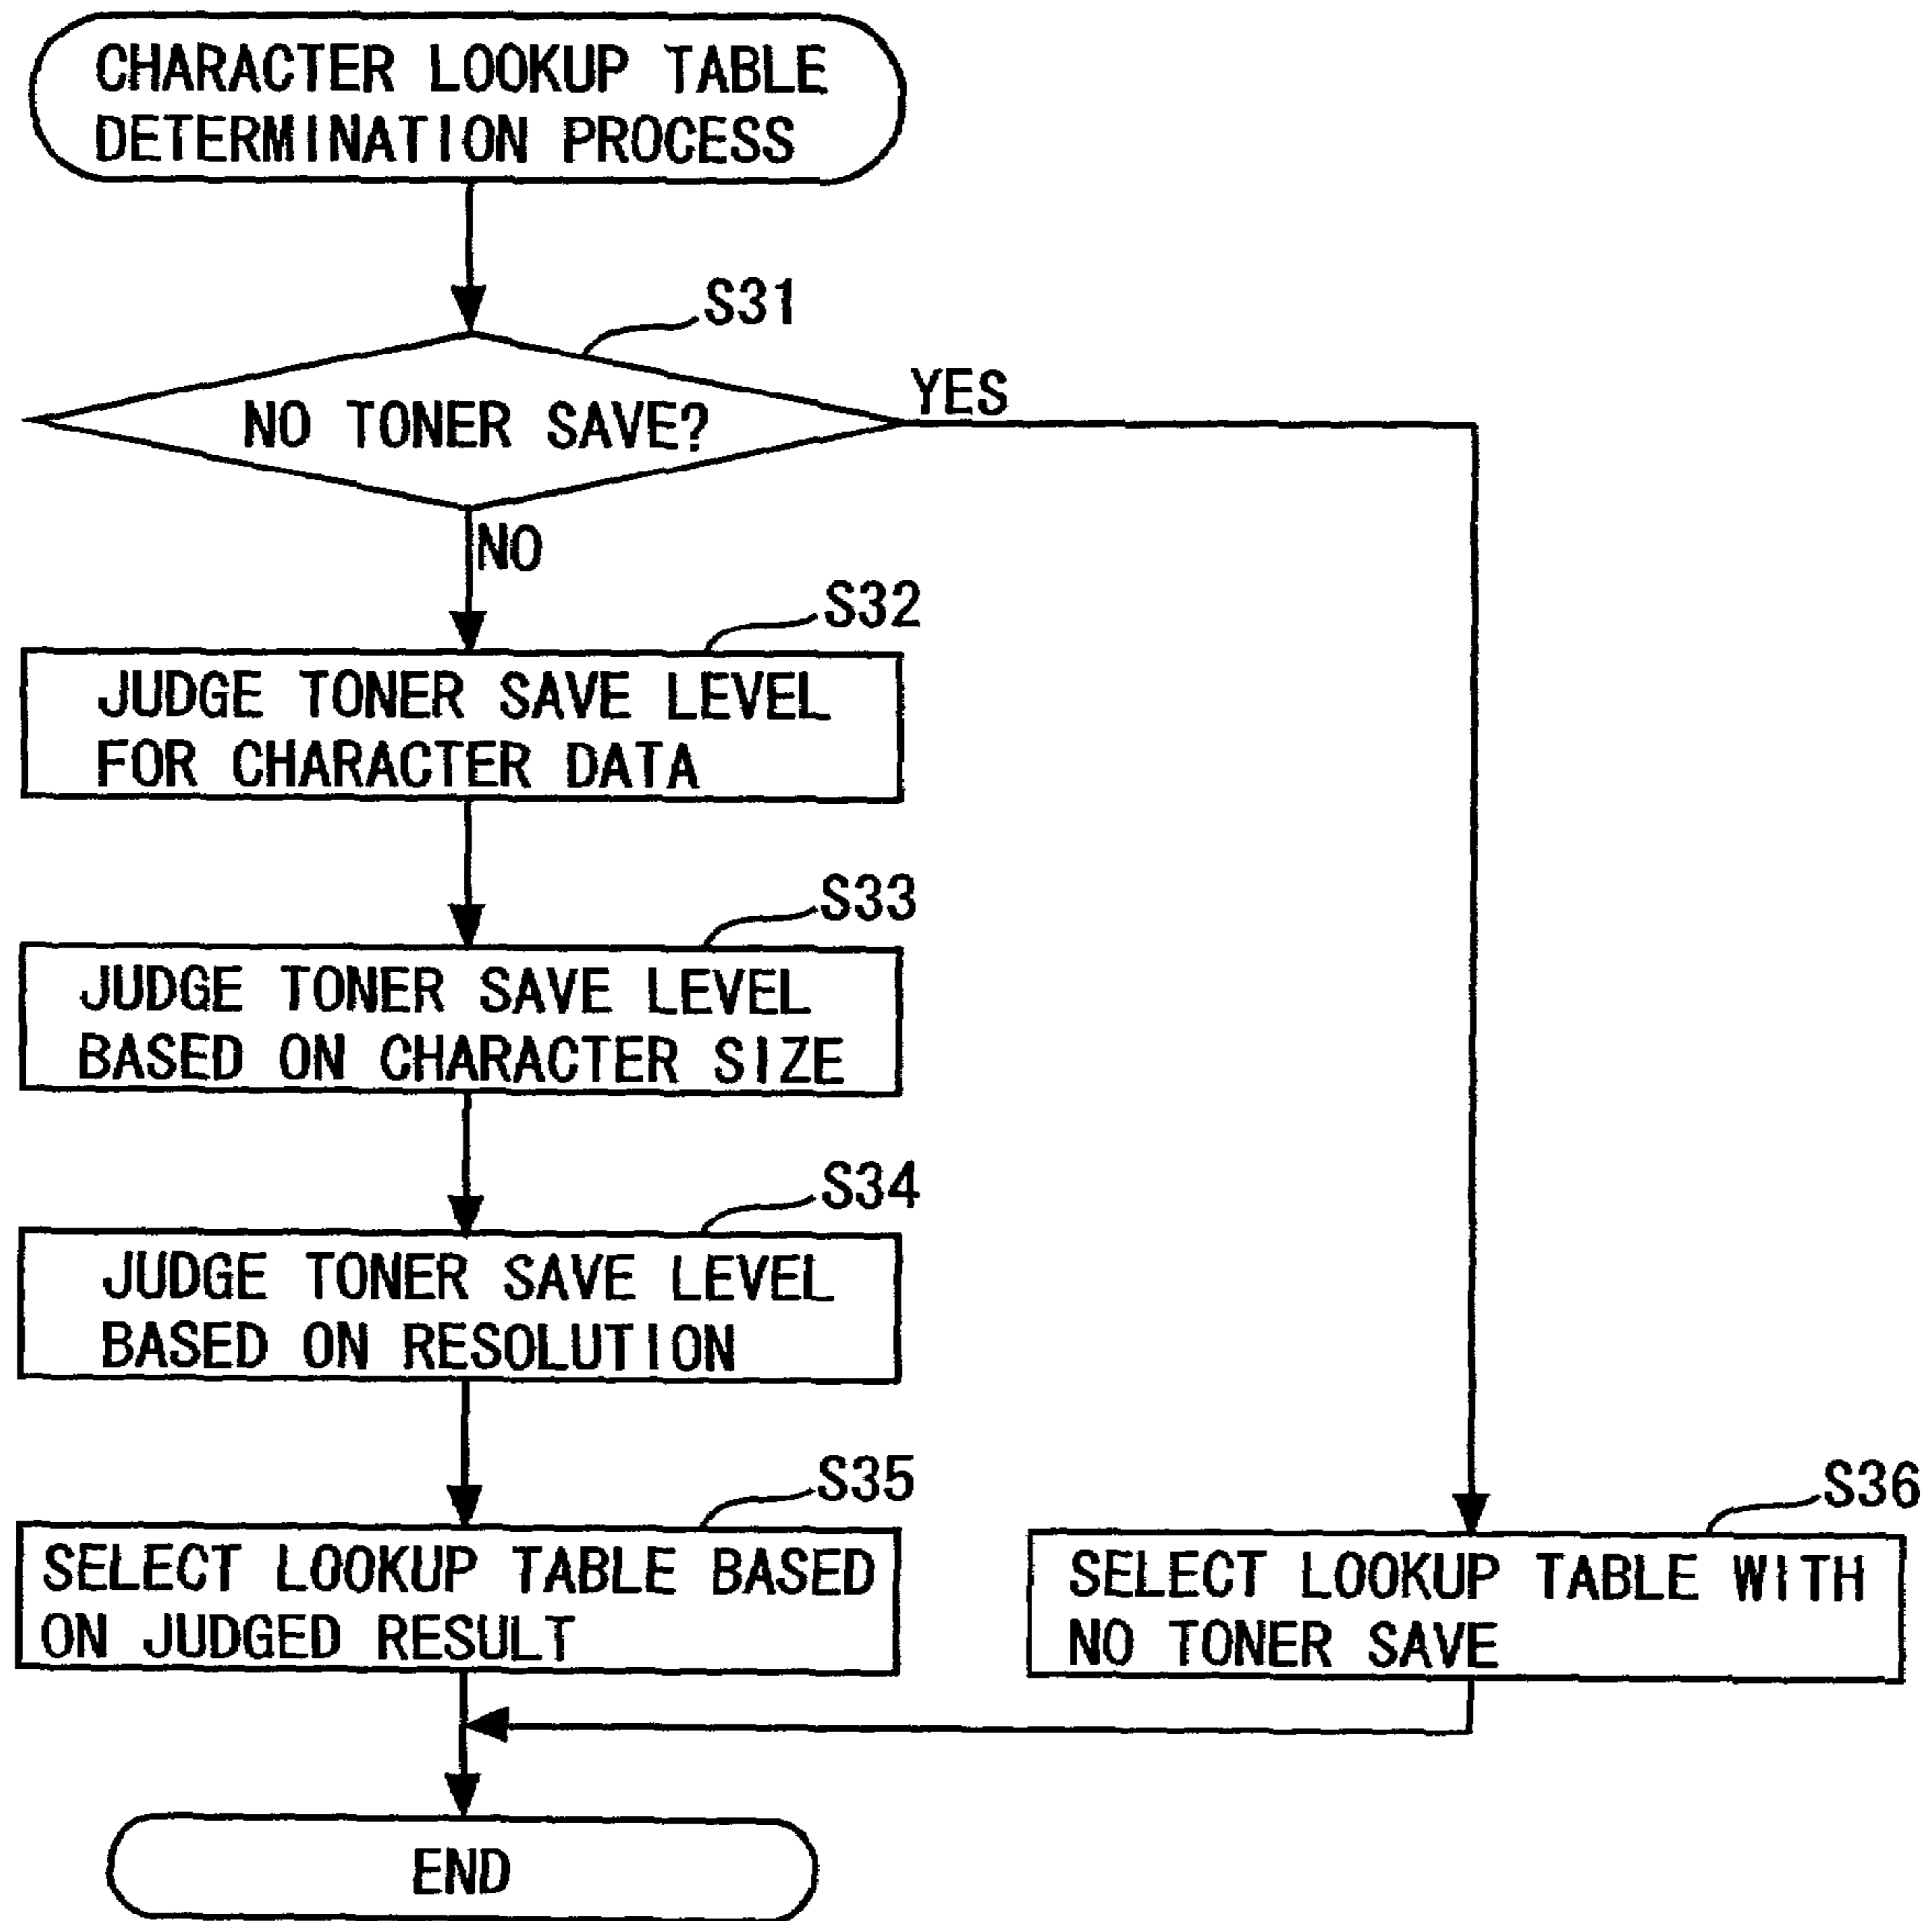 CHARACTER LOOKUP TABLE
DETERMINATION PROCESS
S31
NO TONER SAVE?
YES
NO
S32
JUDGE TONER SAVE LEVEL
FOR CHARACTER DATA
S33
JUDGE TONER SAVE LEVEL
BASED ON CHARACTER SIZE
S34
JUDGE TONER SAVE LEVEL
BASED ON RESOLUTION
S35
SELECT LOOKUP TABLE BASED
ON JUDGED RESULT
S36
SELECT LOOKUP TABLE WITH
NO TONER SAVE
END